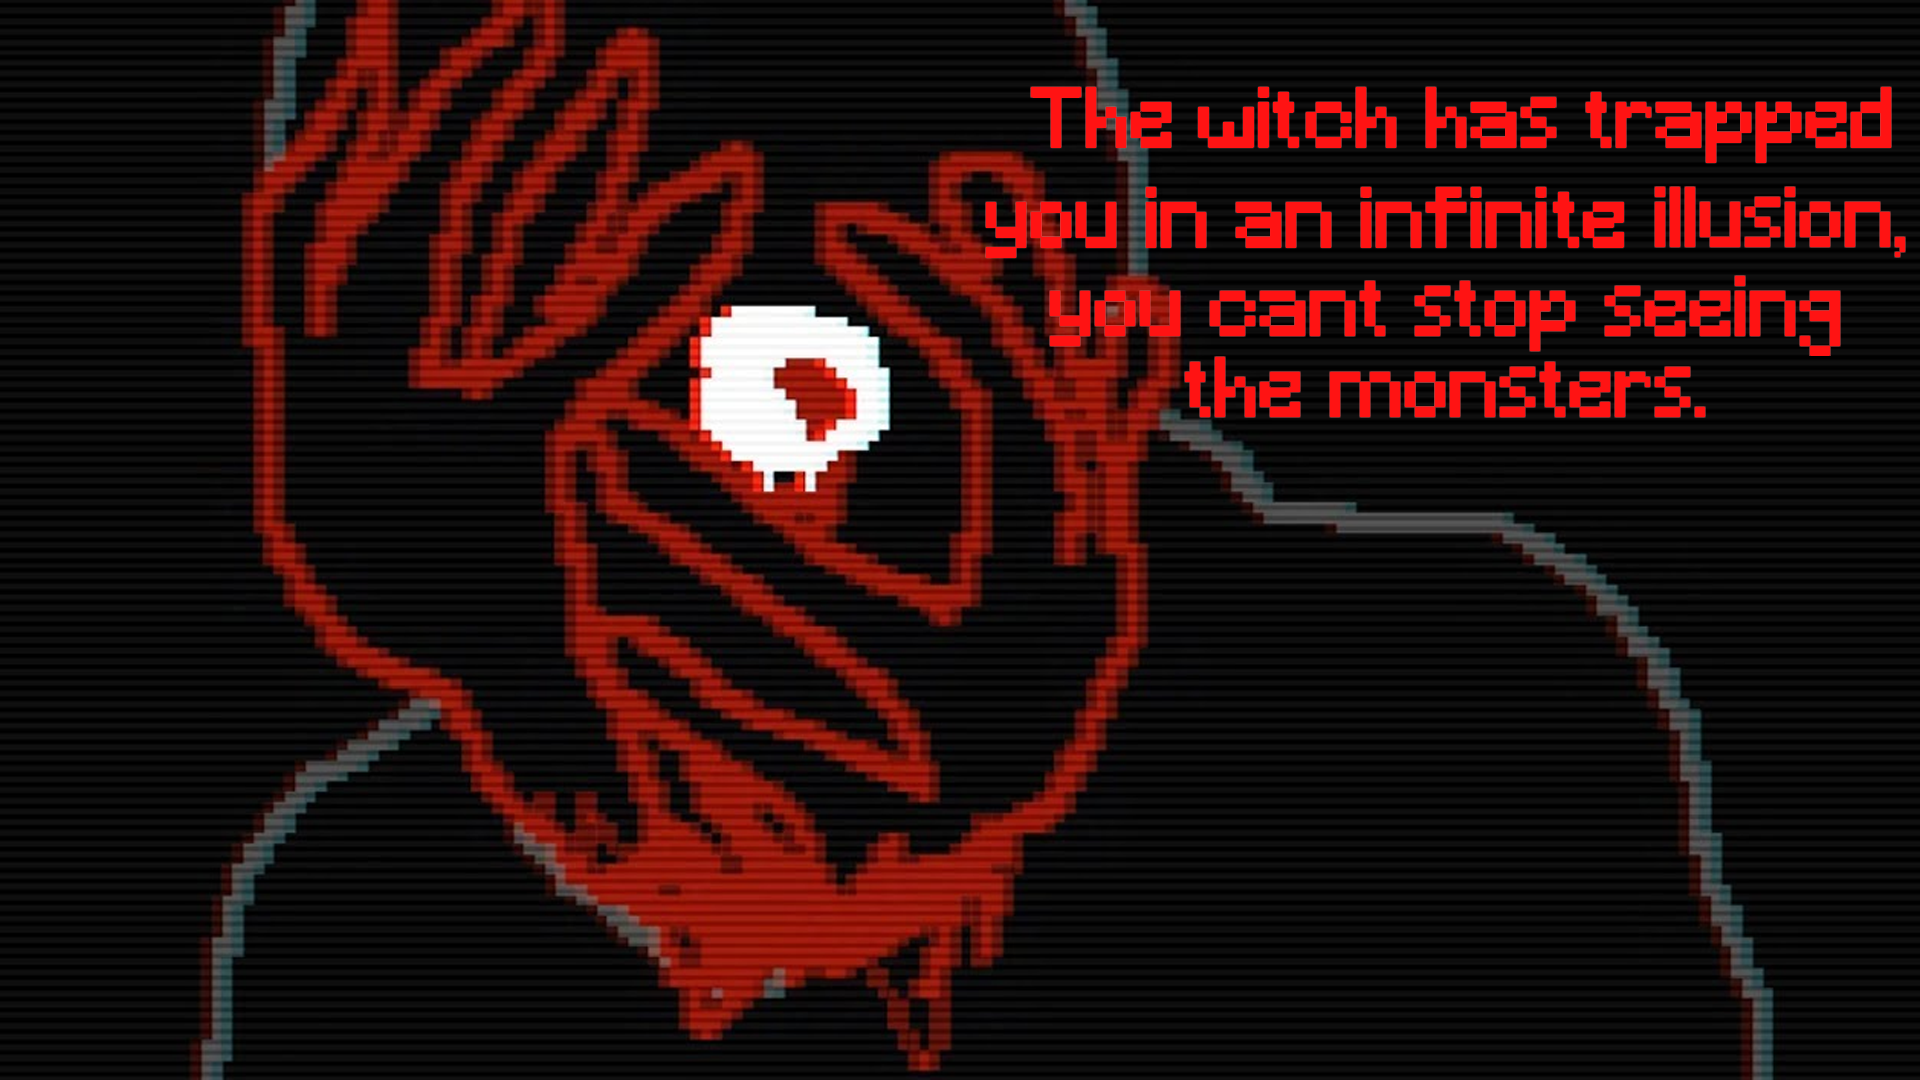 The witch has trapped
you in an infinite illusion,
you cant stop seeing
the monsters.